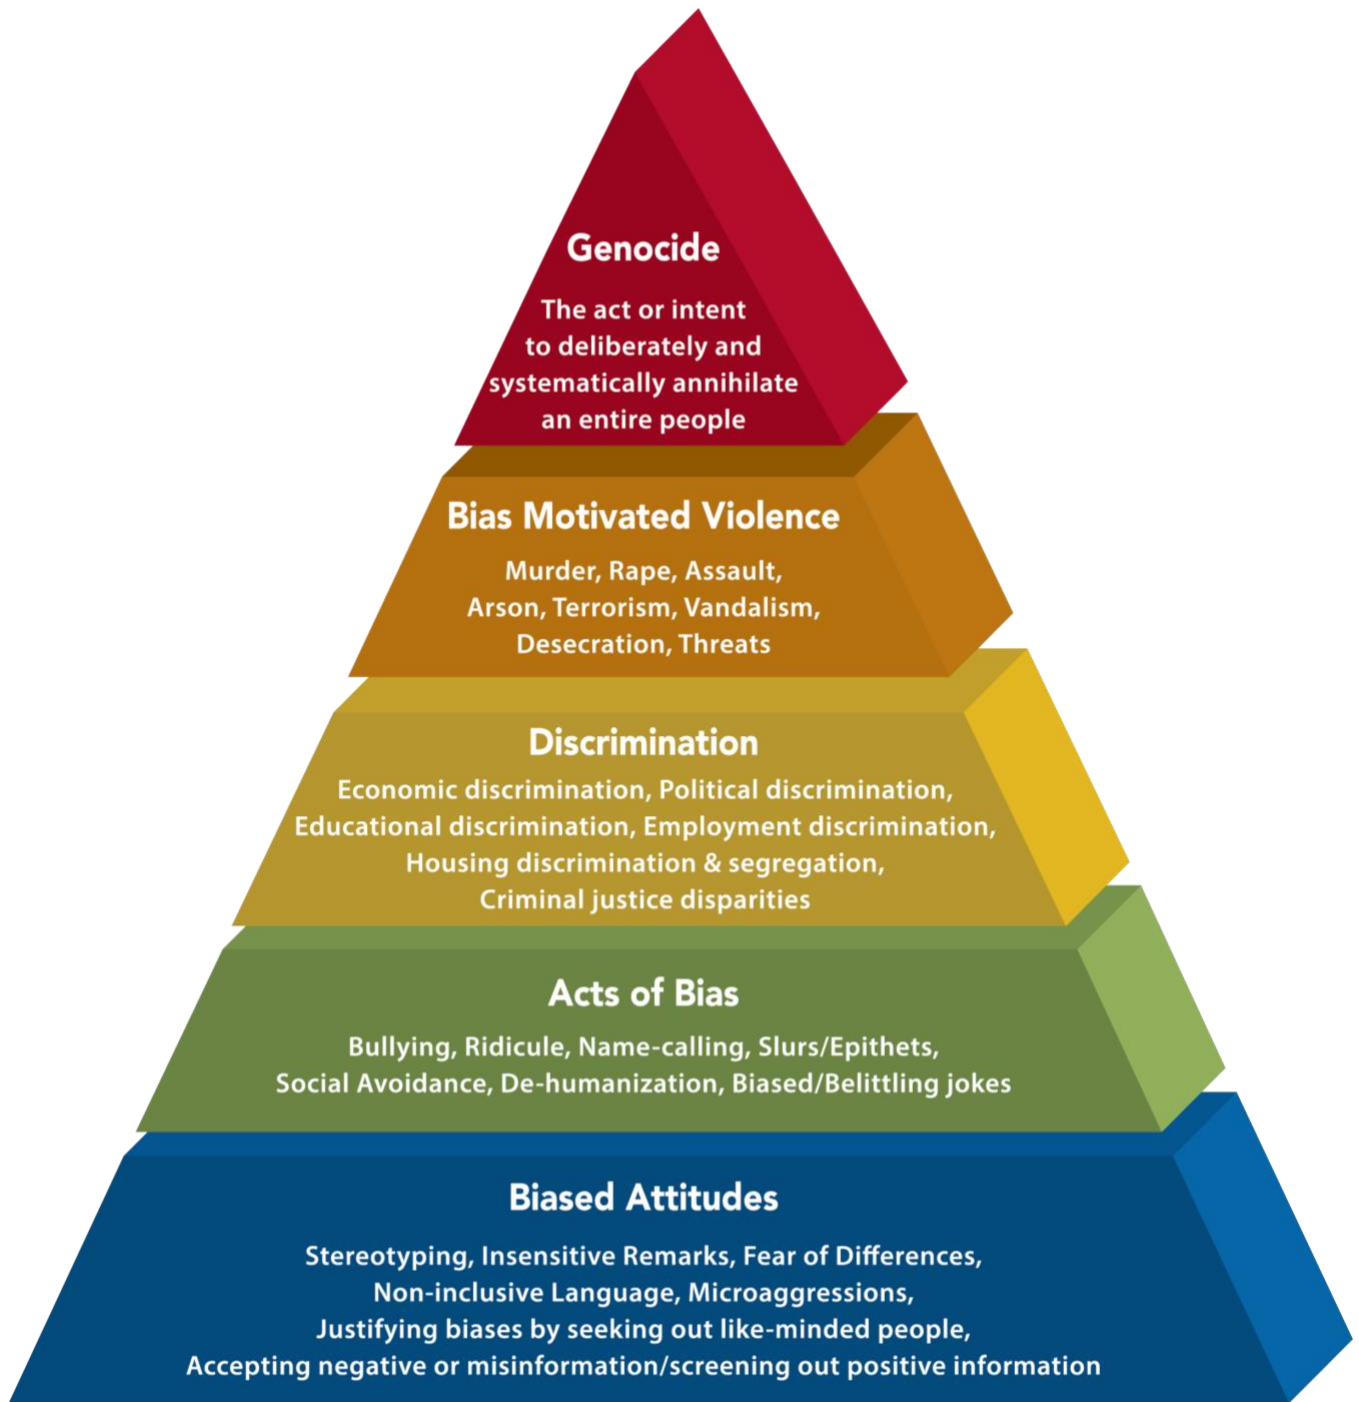 Genocide
The act or intent
to deliberately and
systematically annihilate
an entire people
Bias Motivated Violence
Murder, Rape, Assault,
Arson, Terrorism, Vandalism,
Desecration, Threats
Discrimination
Economic discrimination, Political discrimination,
Educational discrimination, Employment discrimination,
Housing discrimination & segregation,
Criminal justice disparities
Acts of Bias
Bullying, Ridicule, Name-calling, Slurs/Epithets,
Social Avoidance, De-humanization, Biased/Belittling jokes
Biased Attitudes
Stereotyping, Insensitive Remarks, Fear of Differences,
Non-inclusive Language, Microaggressions,
Justifying biases by seeking out like-minded people,
Accepting negative or misinformation/screening out positive information